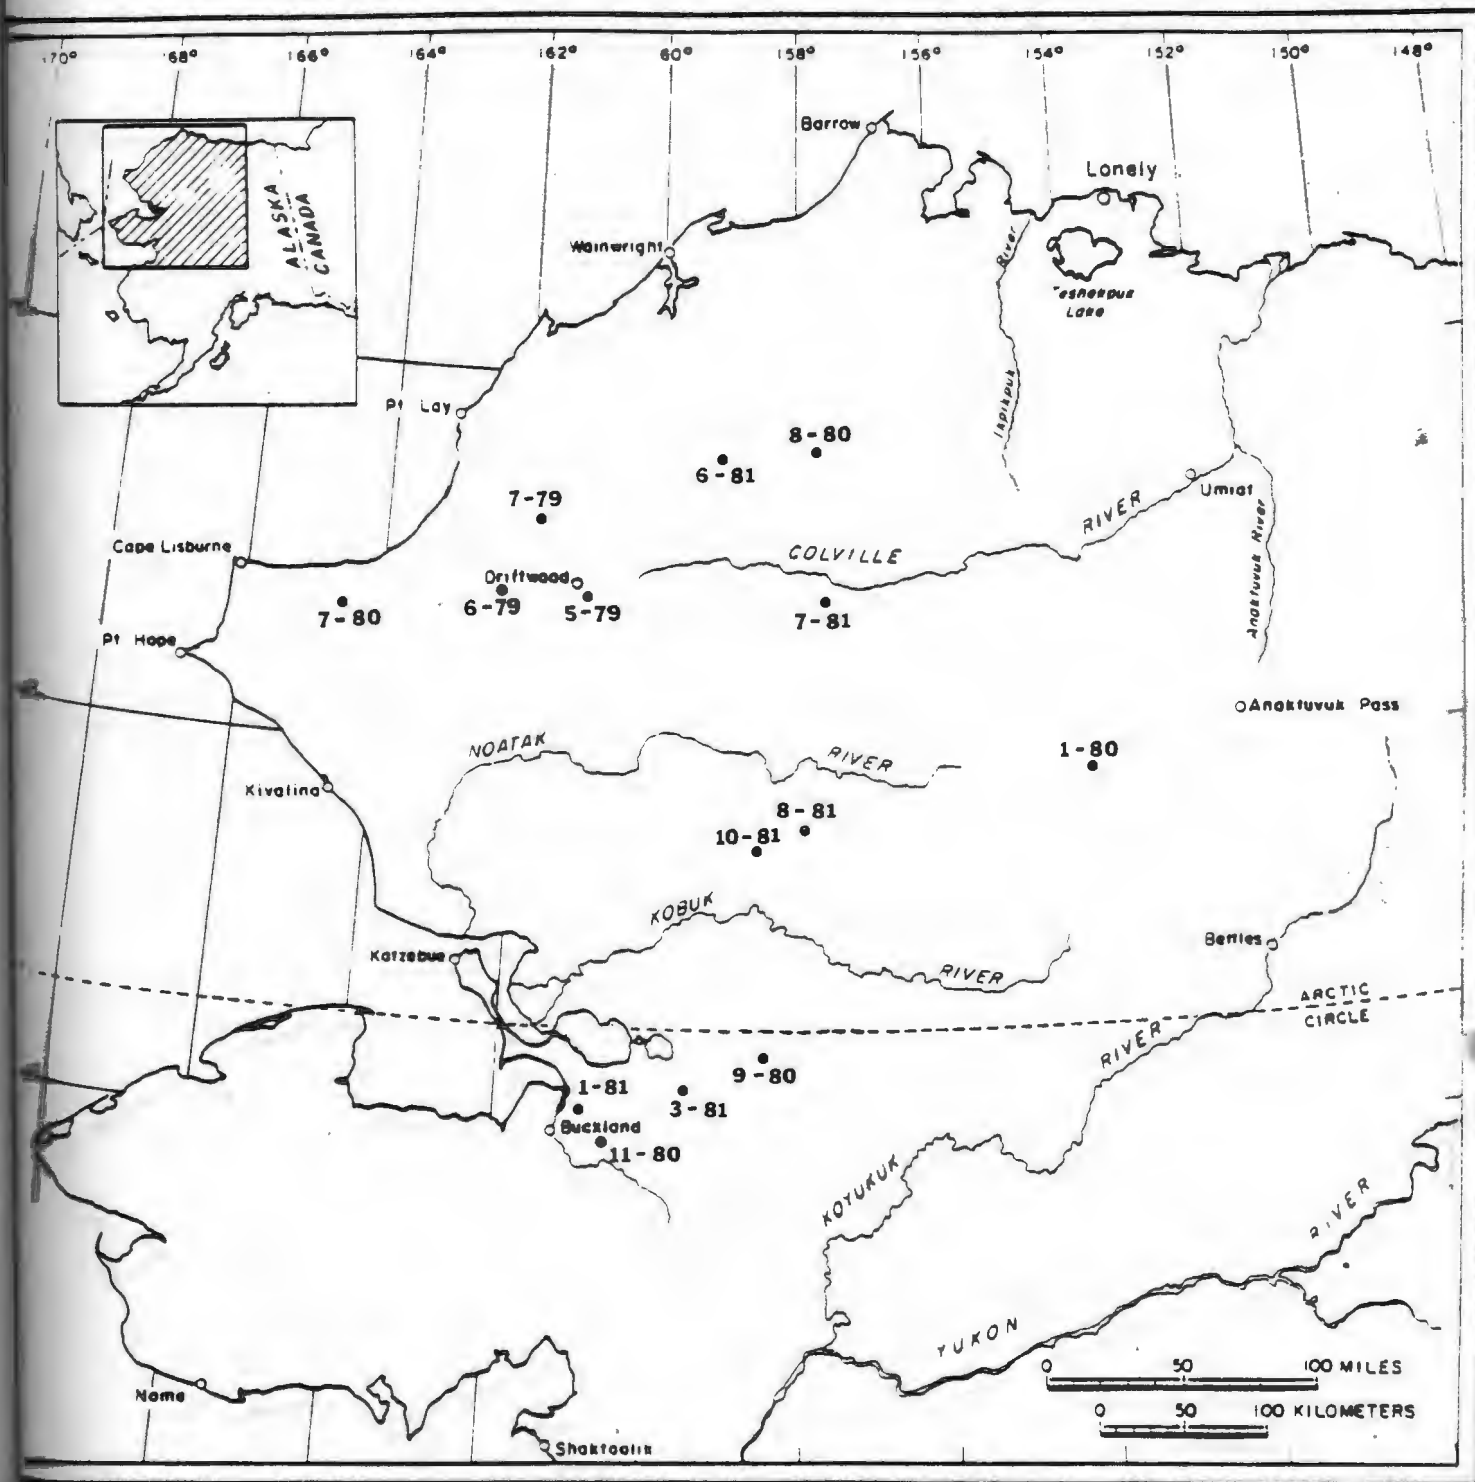 170° 168° 166° 164° 162° 160° 158° 156° 154° 152° 150° 148°
Barrow
Lonely
ALASKA
CANADA
Wainwright
River
Teshekpuk
Lake
Ikpikpuk
Pt Lay
8-80
6-81
7-79
Umiat
RIVER
COLVILLE
Cape Lisburne
Driftwood
6-79
5-79
7-80
7-81
Anaktuvuk River
Pt Hope
Anaktuvuk Pass
NOATAK
RIVER
1-80
Kivalina
8-81
10-81
KOBUK
RIVER
Bettles
Kotzebue
ARCTIC
CIRCLE
RIVER
9-80
1-81
3-81
Buckland
11-80
KOYUKUK
RIVER
YUKON
0 50 100 MILES
0 50 100 KILOMETERS
Nome
Shaktoolik